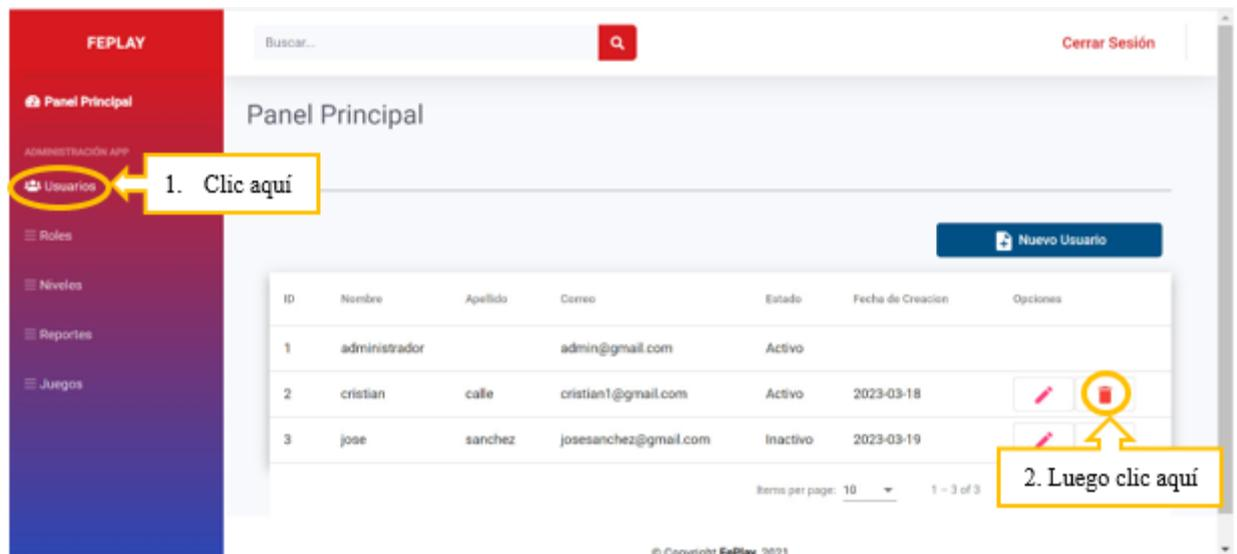 FEPLAY
Buscar...
Cerrar Sesión
Panel Principal
Panel Principal
ADMINISTRACIÓN APP
Usuarios
1. Clic aquí
Roles
Nuevo Usuario
Niveles
ID Nombre Apellido Correo Estado Fecha de Creacion Opciones
Reportes
1 administrador admin@gmail.com Activo
Juegos
2 cristian calle cristian1@gmail.com Activo 2023-03-18
3 jose sanchez josesanchez@gmail.com Inactivo 2023-03-19
2. Luego clic aquí
Items per page: 10 1 – 3 of 3
© Copyright FePlay. 2021